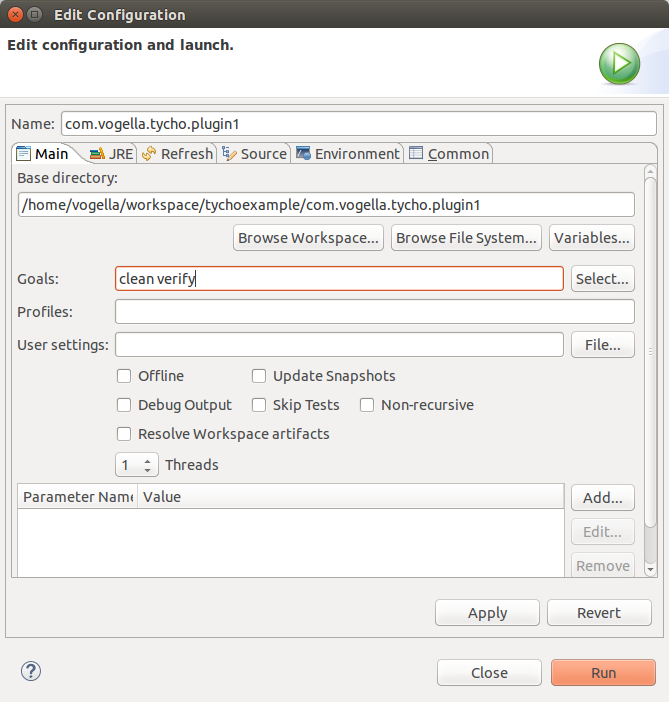 Edit Configuration
Edit configuration and launch.
Name: com.vogella.tycho.plugin1
Main JRE Refresh Source Environment Common
Base directory:
/home/vogella/workspace/tychoexample/com.vogella.tycho.plugin1
Browse Workspace... Browse File System... Variables...
Goals: clean verify Select...
Profiles:
User settings: File...
Offline Update Snapshots
Debug Output Skip Tests Non-recursive
Resolve Workspace artifacts
1 Threads
Parameter Name Value Add...
Edit...
Remove
Apply Revert
? Close Run